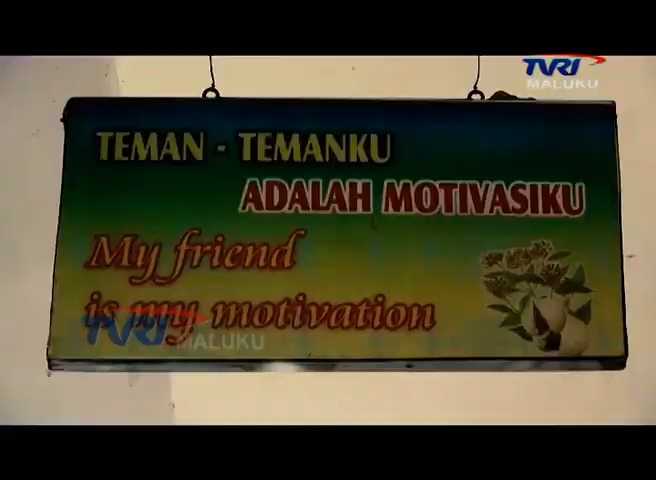 TVRI
MALUKU
TEMAN - TEMANKU
ADALAH MOTIVASIKU
My friend
is my motivation
TVRI
MALUKU